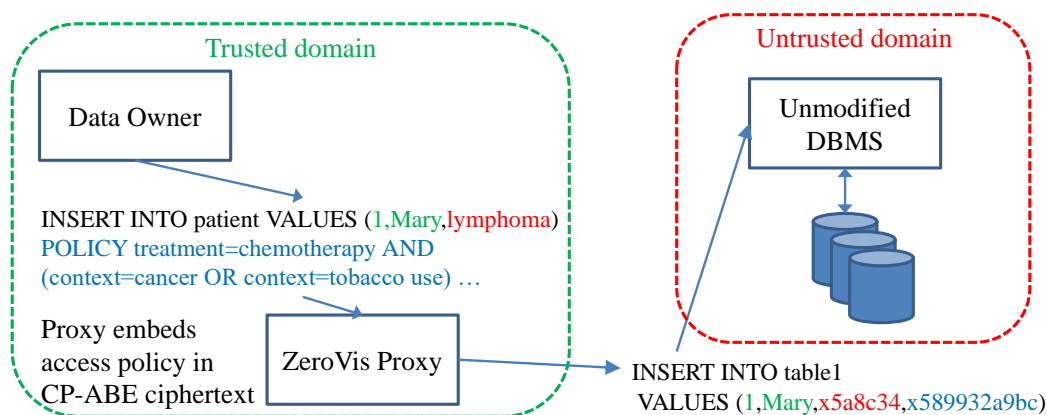 Trusted domain
Data Owner
INSERT INTO patient VALUES (1,Mary,lymphoma)
POLICY treatment=chemotherapy AND
(context=cancer OR context=tobacco use) …
Proxy embeds
access policy in
CP-ABE ciphertext
ZeroVis Proxy
Untrusted domain
Unmodified
DBMS
INSERT INTO table1
VALUES (1,Mary,x5a8c34,x589932a9bc)